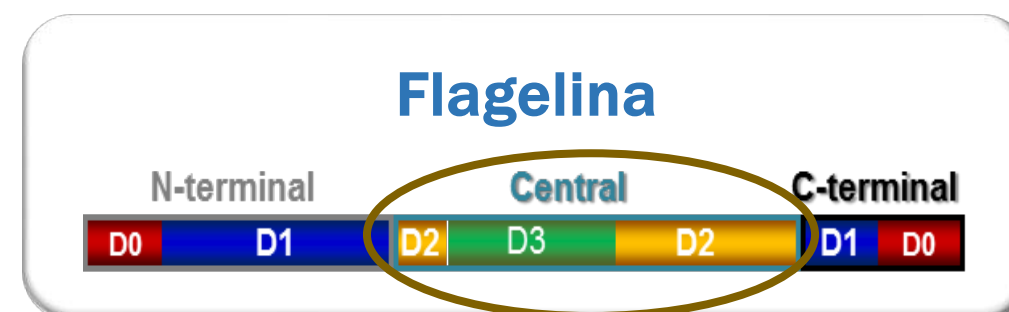 Flagelina
N-terminal Central C-terminal
D0 D1 D2 D3 D2 D1 D0